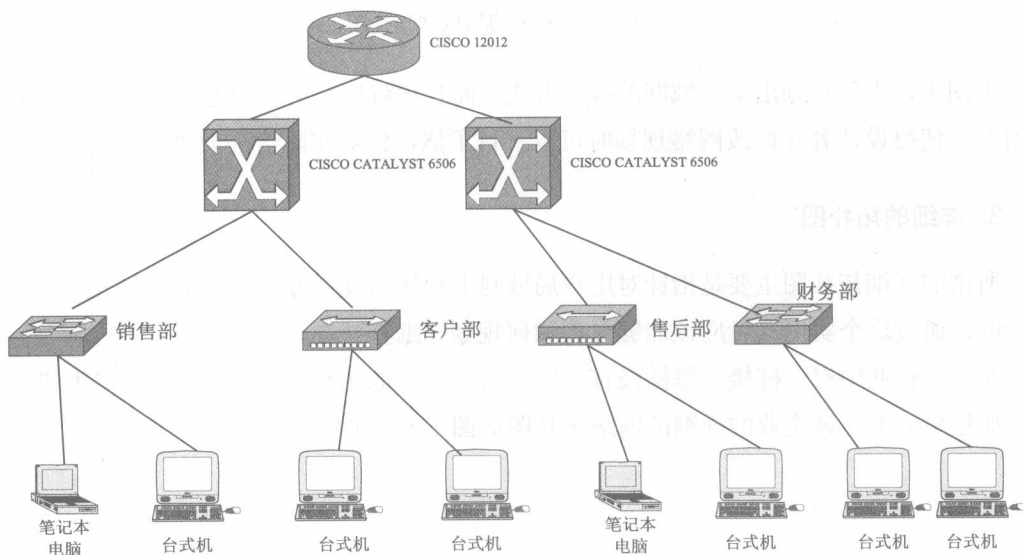 CISCO 12012
CISCO CATALYST 6506
CISCO CATALYST 6506
销售部
客户部
售后部
财务部
笔记本
电脑
台式机
台式机
台式机
笔记本
电脑
台式机
台式机
台式机